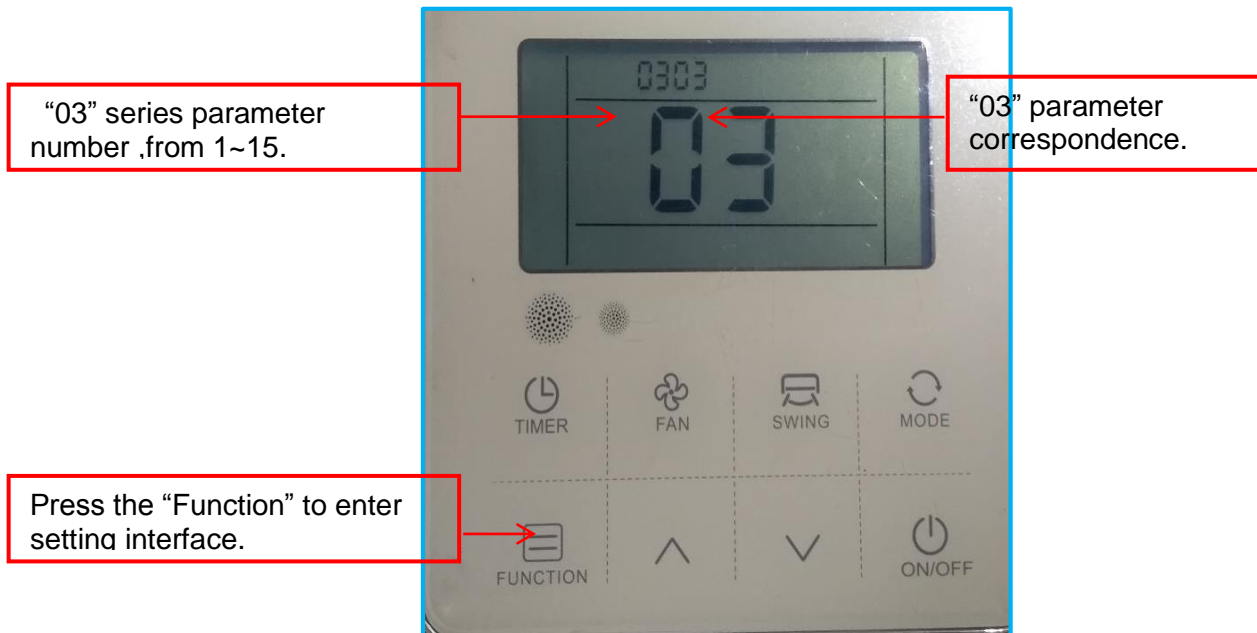 0303
“03” series parameter
number ,from 1~15.
03
“03” parameter
correspondence.
TIMER
FAN
SWING
MODE
Press the “Function” to enter
setting interface.
FUNCTION
ON/OFF